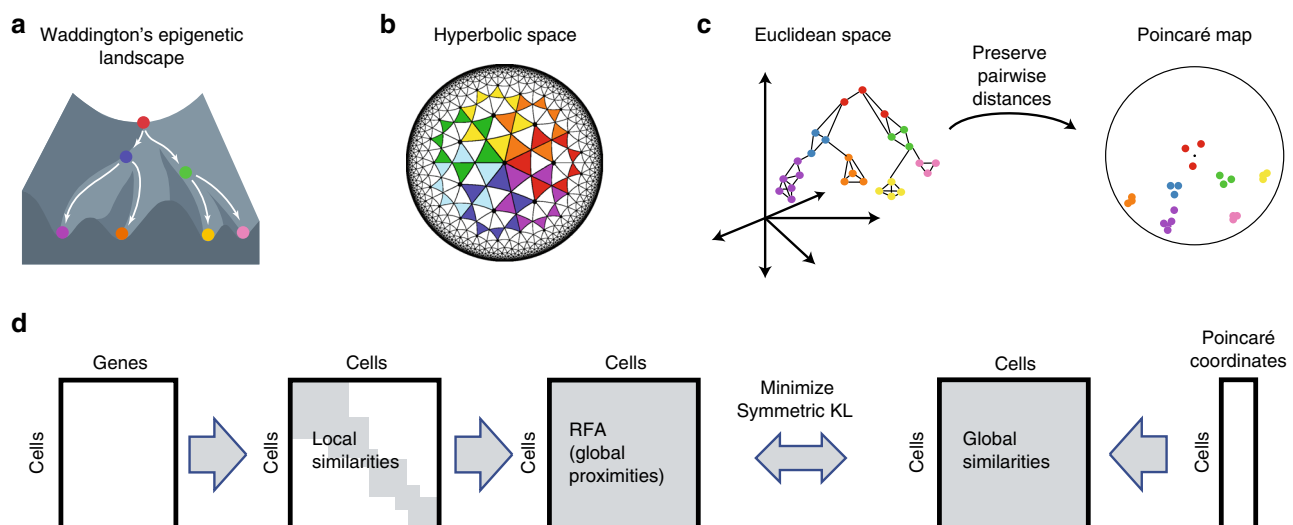 a
Waddington's epigenetic
landscape
b
Hyperbolic space
c
Euclidean space
Preserve
pairwise
distances
Poincaré map
d
Genes
Cells
Cells
Cells
Local
similarities
Cells
Cells
RFA
(global
proximities)
Minimize
Symmetric KL
Cells
Cells
Global
similarities
Poincaré
coordinates
Cells